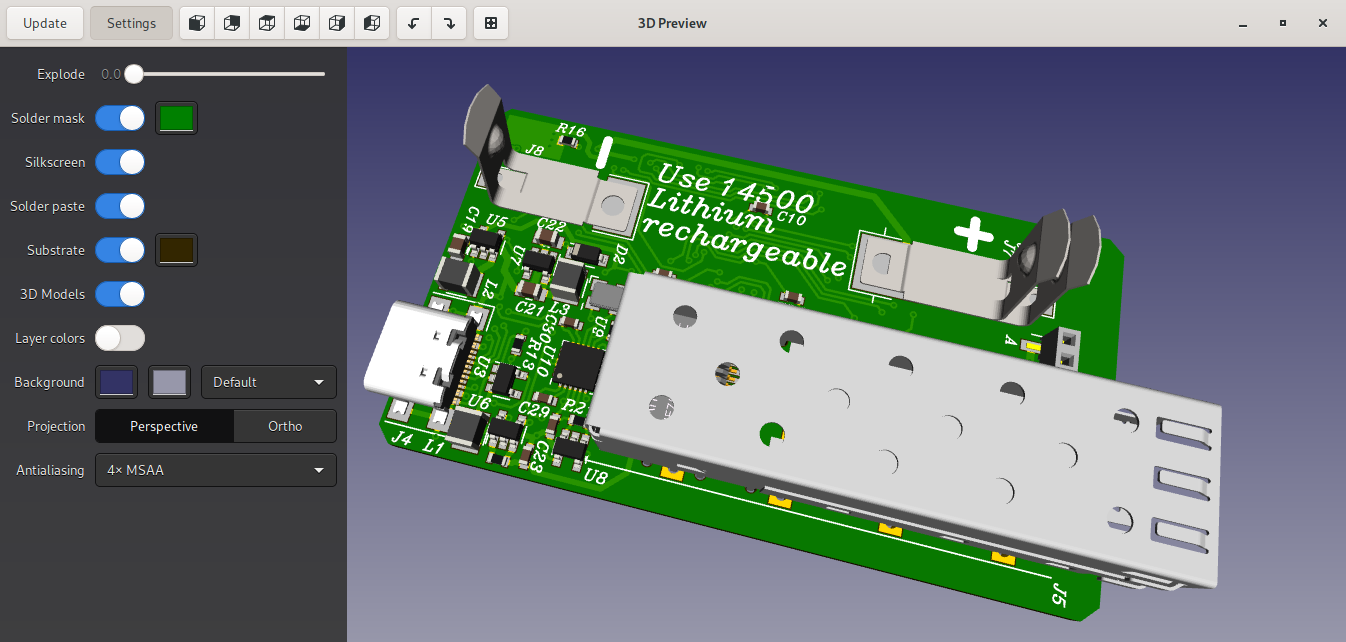 Update
Settings
3D Preview
Explode
0.0
Solder mask
Silkscreen
Solder paste
Substrate
3D Models
Layer colors
Background
Default
Projection
Perspective
Ortho
Antialiasing
4× MSAA
R16
J8
Use 14500
Lithium
rechargeable
C10
C19
U5
C22
U7
D2
L2
C21
L3
C30
U9
U10
R13
U3
U6
C29
C23
J4
L1
U8
A
J5